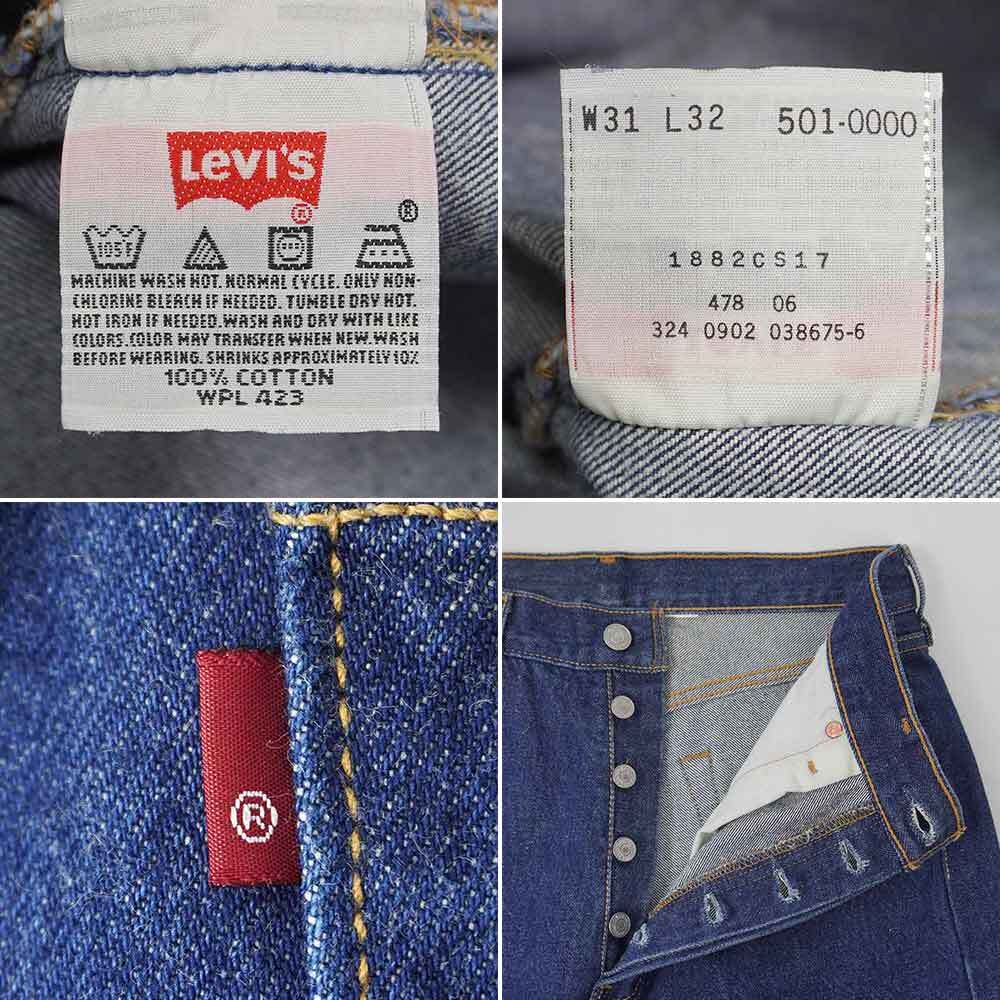 LEVI'S
®
®
105F
MACHINE WASH HOT. NORMAL CYCLE. ONLY NON-
CHLORINE BLEACH IF NEEDED. TUMBLE DRY HOT.
HOT IRON IF NEEDED. WASH AND DRY WITH LIKE
COLORS. COLOR MAY TRANSFER WHEN NEW. WASH
BEFORE WEARING. SHRINKS APPROXIMATELY 10%
100% COTTON
WPL 423
W31 L32 501-0000
1882CS17
478 06
324 0902 038675-6
®